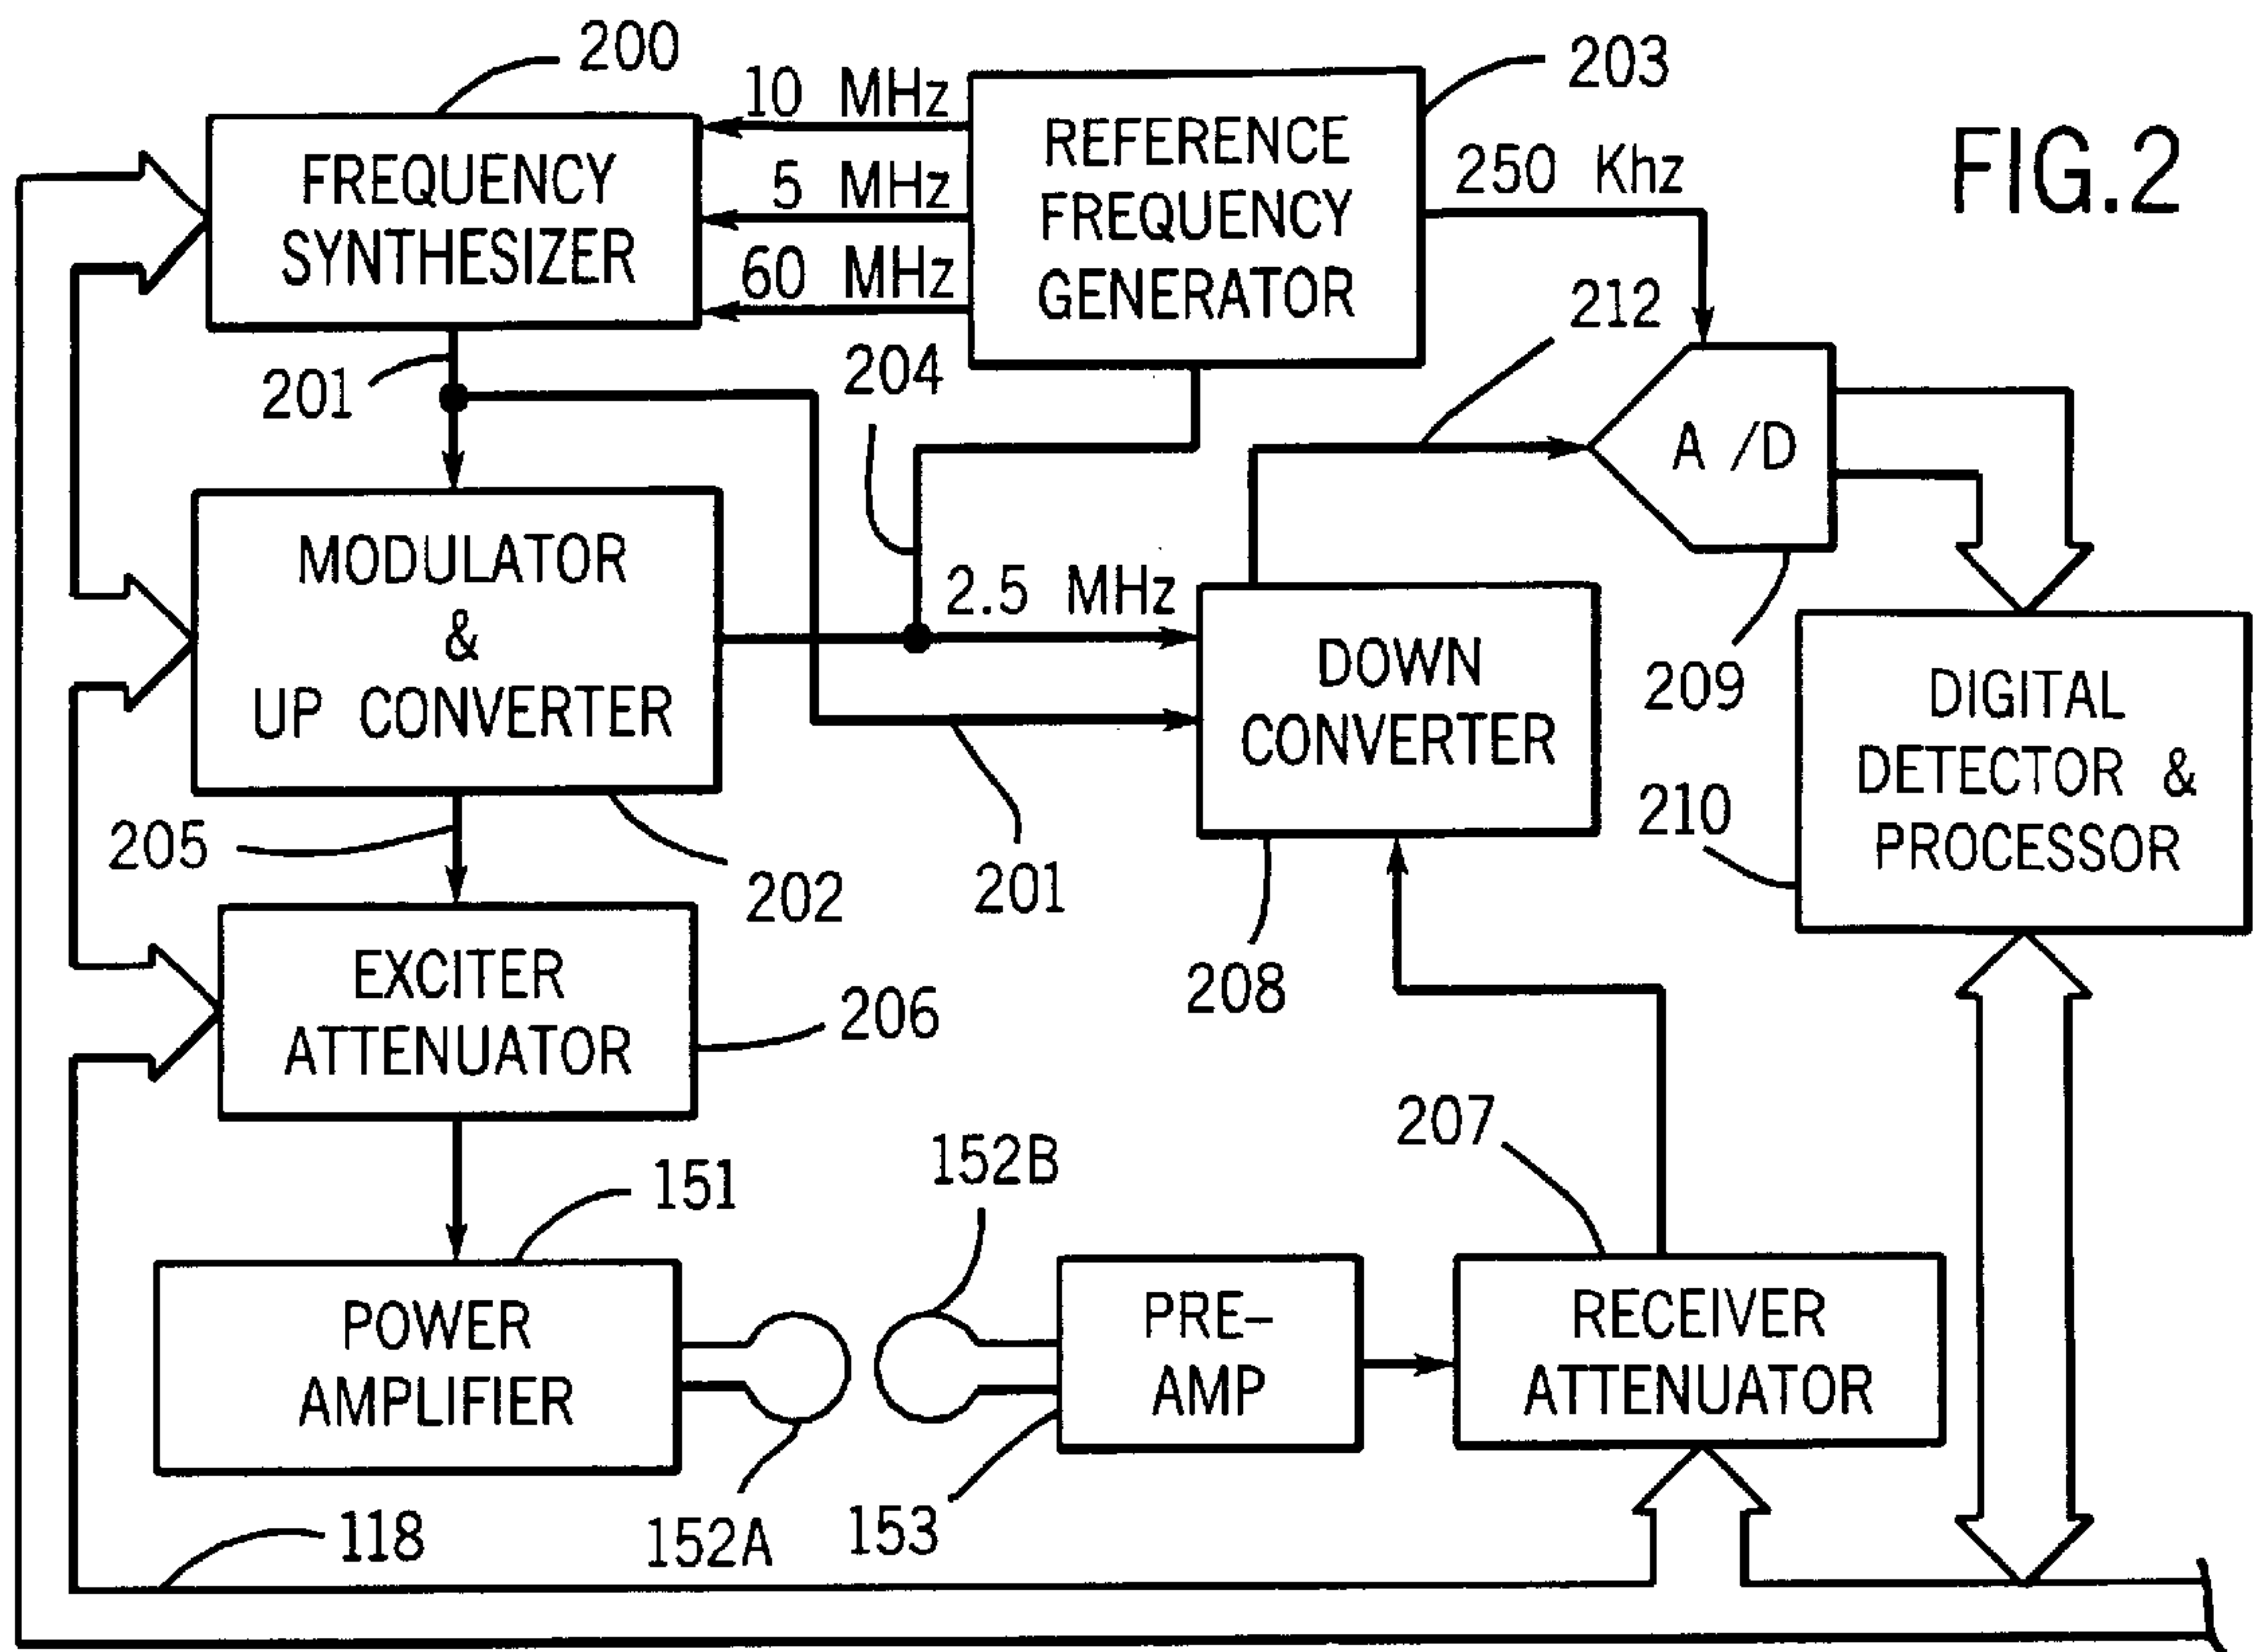 FIG.2
200
10 MHz
5 MHz
60 MHz
FREQUENCY
SYNTHESIZER
REFERENCE
FREQUENCY
GENERATOR
203
250 Khz
201
204
212
A /D
209
MODULATOR
&
UP CONVERTER
2.5 MHz
DOWN
CONVERTER
DIGITAL
DETECTOR &
PROCESSOR
210
205
202
201
208
EXCITER
ATTENUATOR
206
207
151
152B
POWER
AMPLIFIER
PRE–
AMP
RECEIVER
ATTENUATOR
118
152A
153